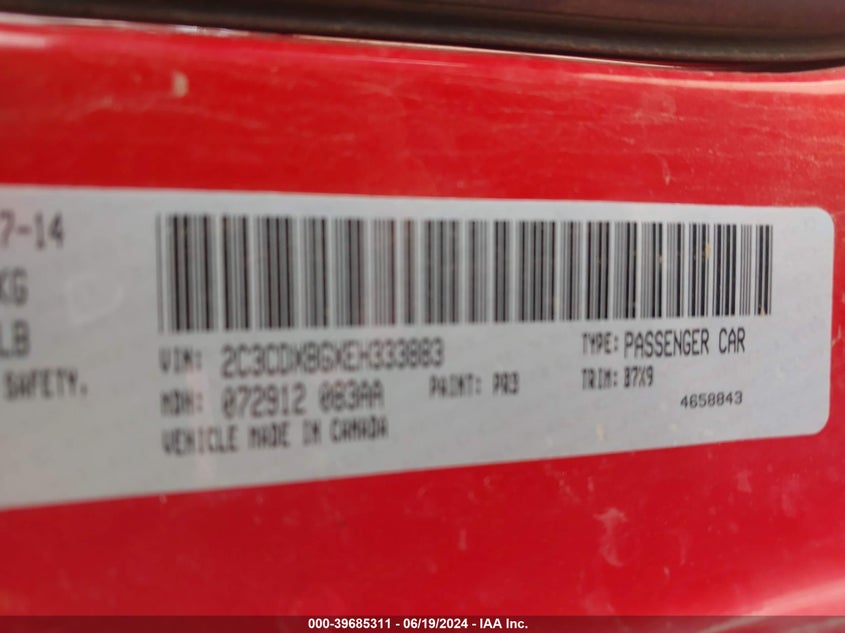 7-14
KG
LB
SAFETY.
VIN: 2C3CDXBGXEH333883
TYPE: PASSENGER CAR
MDH: 072912 083AA
PAINT: PR3
TRIM: B7X9
VEHICLE MADE IN CANADA
4658843
000-39685311 - 06/19/2024 - IAA Inc.